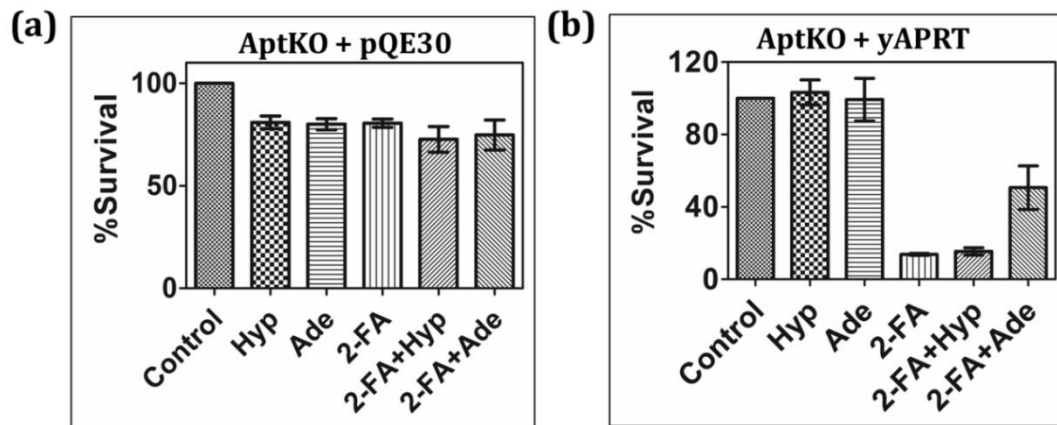 (a)
AptKO + pQE30
%Survival
100
50
0
Control
Hyp
Ade
2-FA
2-FA+Hyp
2-FA+Ade
(b)
AptKO + yAPRT
%Survival
120
80
40
0
Control
Hyp
Ade
2-FA
2-FA+Hyp
2-FA+Ade